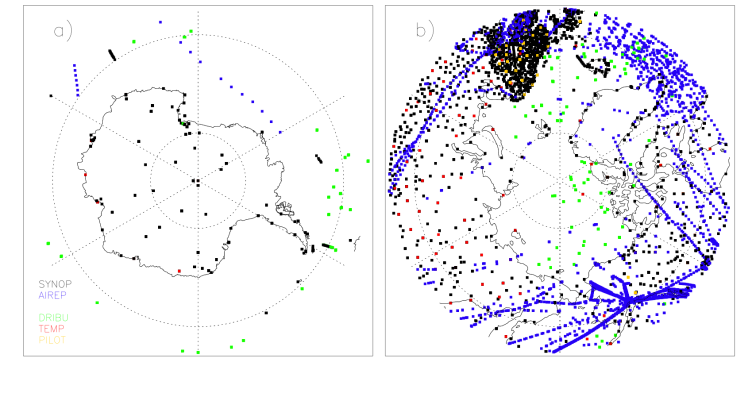 a)
b)
SYNOP
AIREP
DRIBU
TEMP
PILOT